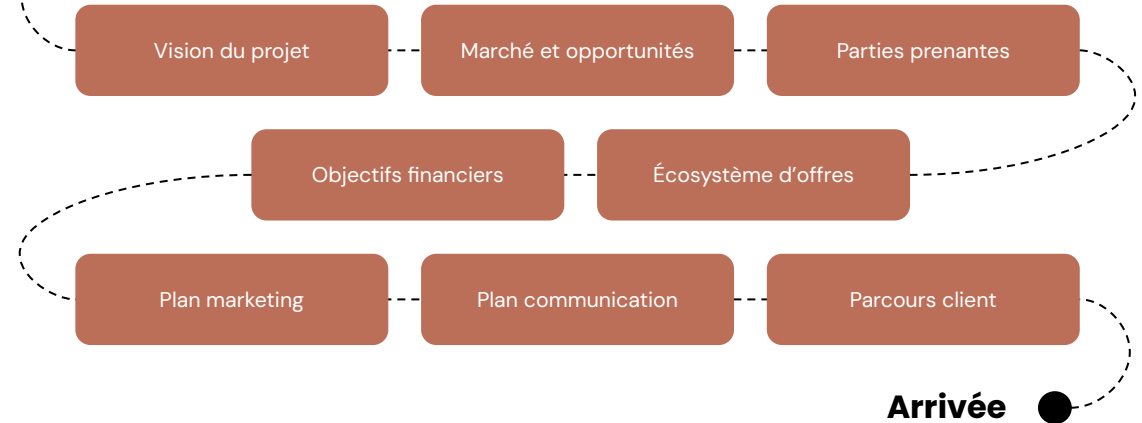 Vision du projet
Marché et opportunités
Parties prenantes
Objectifs financiers
Écosystème d’offres
Plan marketing
Plan communication
Parcours client
Arrivée